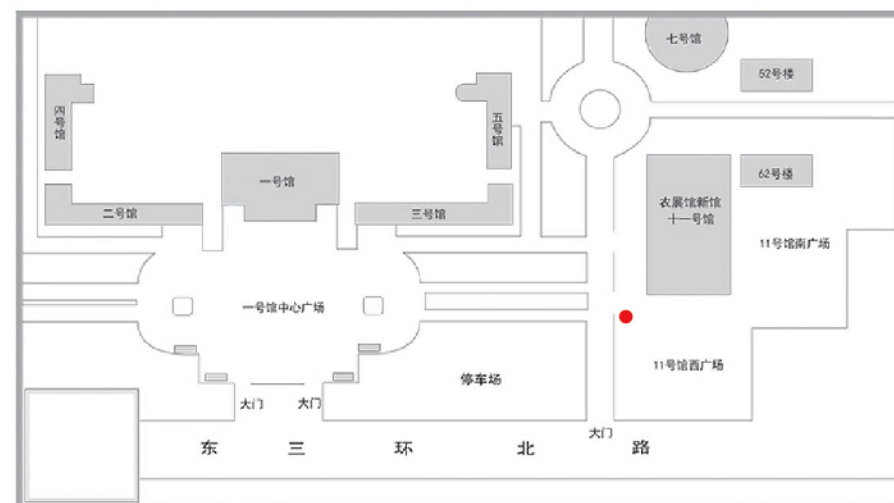 七号馆
52号楼
四号馆
五号馆
一号馆
62号楼
二号馆
三号馆
农展馆新馆
十一号馆
11号馆南广场
一号馆中心广场
11号馆西广场
停车场
大门
大门
大门
东三环北路